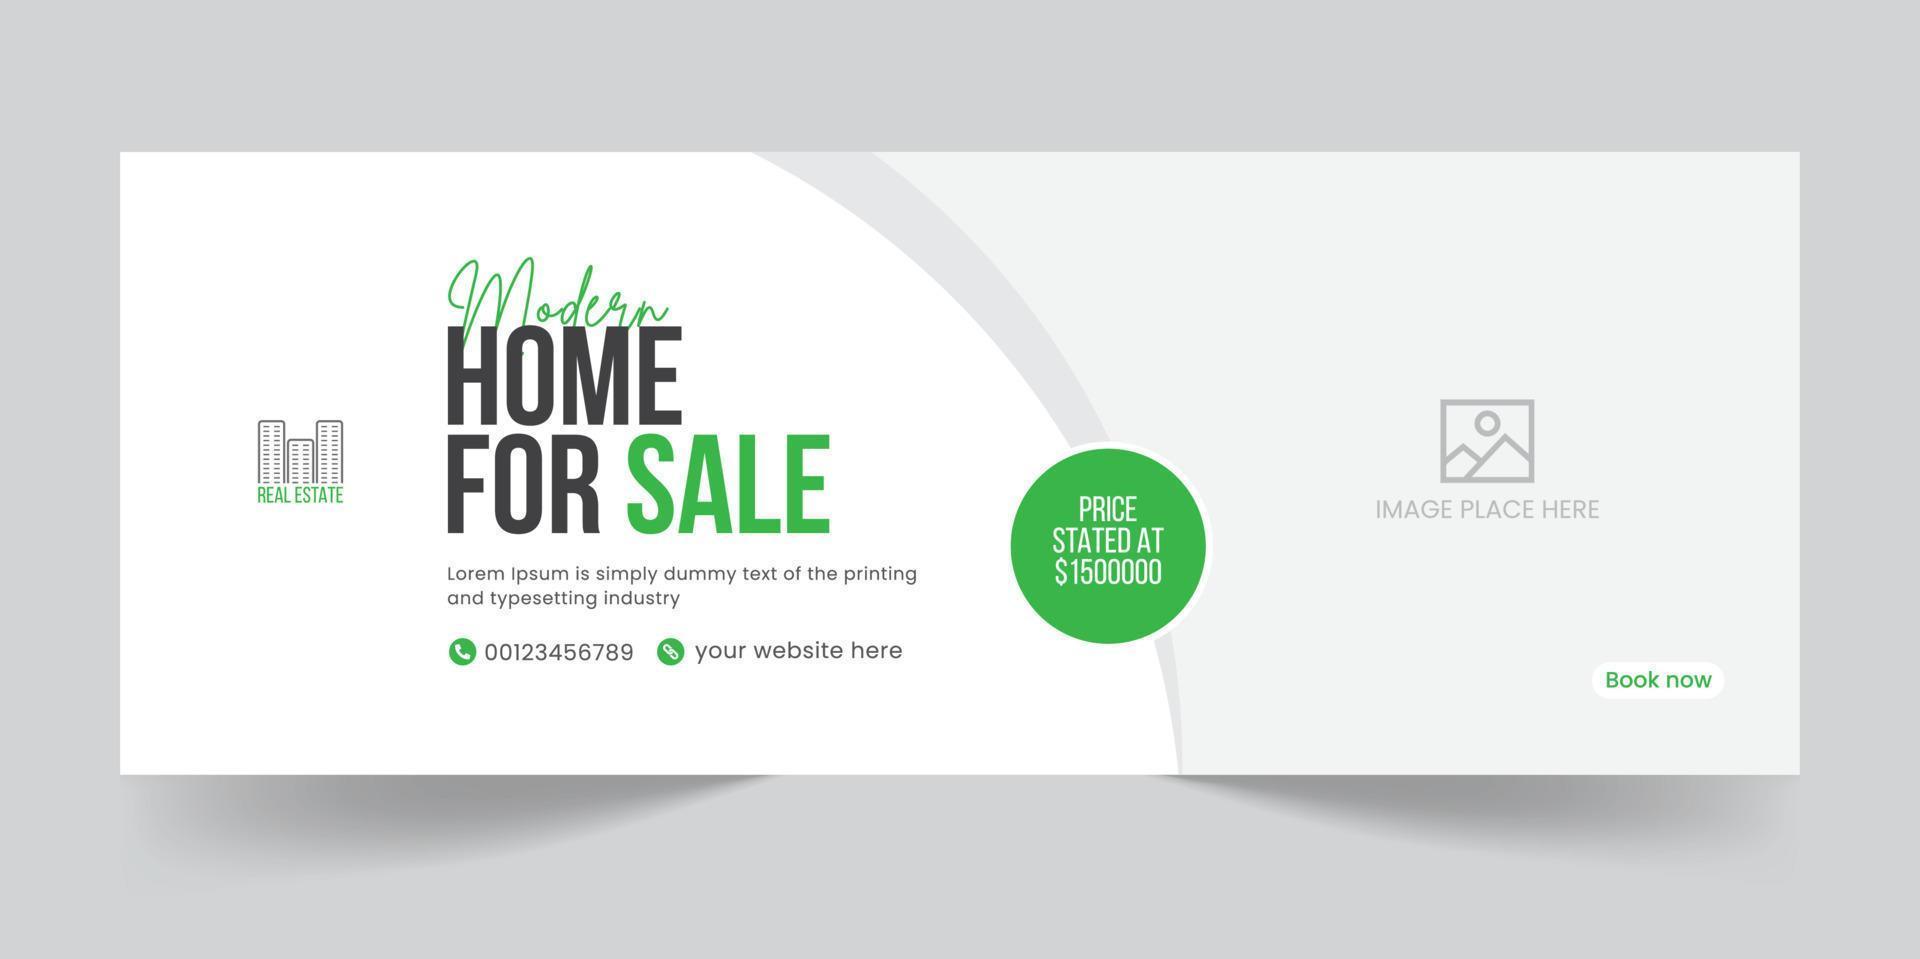 REAL ESTATE
Modern
HOME
FOR SALE
Lorem Ipsum is simply dummy text of the printing
and typesetting industry
00123456789
your website here
PRICE
STATED AT
$1500000
IMAGE PLACE HERE
Book now